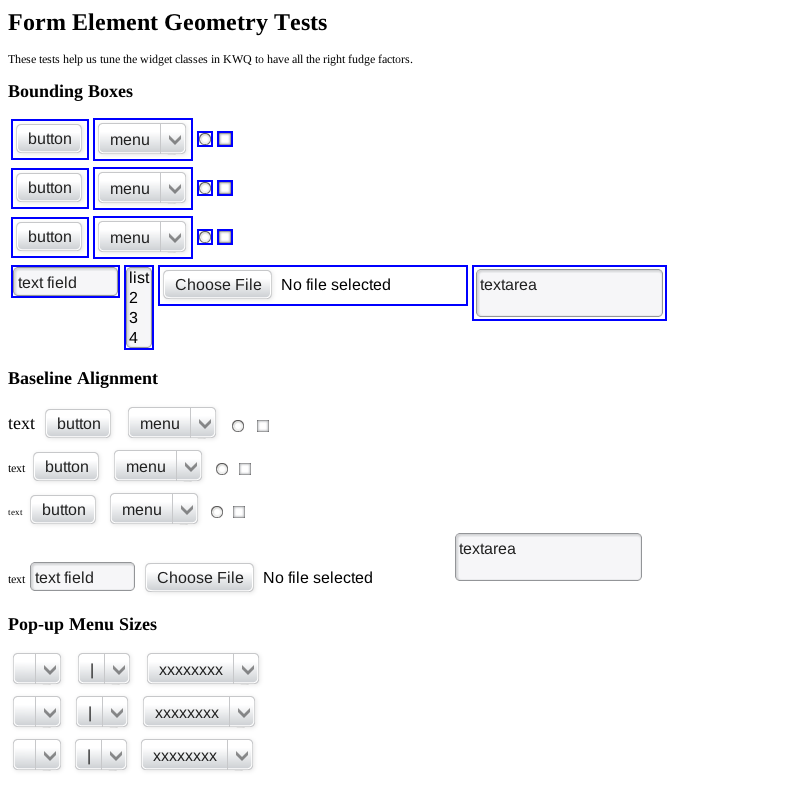 Form Element Geometry Tests
These tests help us tune the widget classes in KWQ to have all the right fudge factors.
Bounding Boxes
button menu
button menu
button menu
text field list Choose File No file selected textarea
2
3
4
Baseline Alignment
text button menu
text button menu
text button menu
textarea
text text field Choose File No file selected
Pop-up Menu Sizes
| xxxxxxxx
| xxxxxxxx
| xxxxxxxx